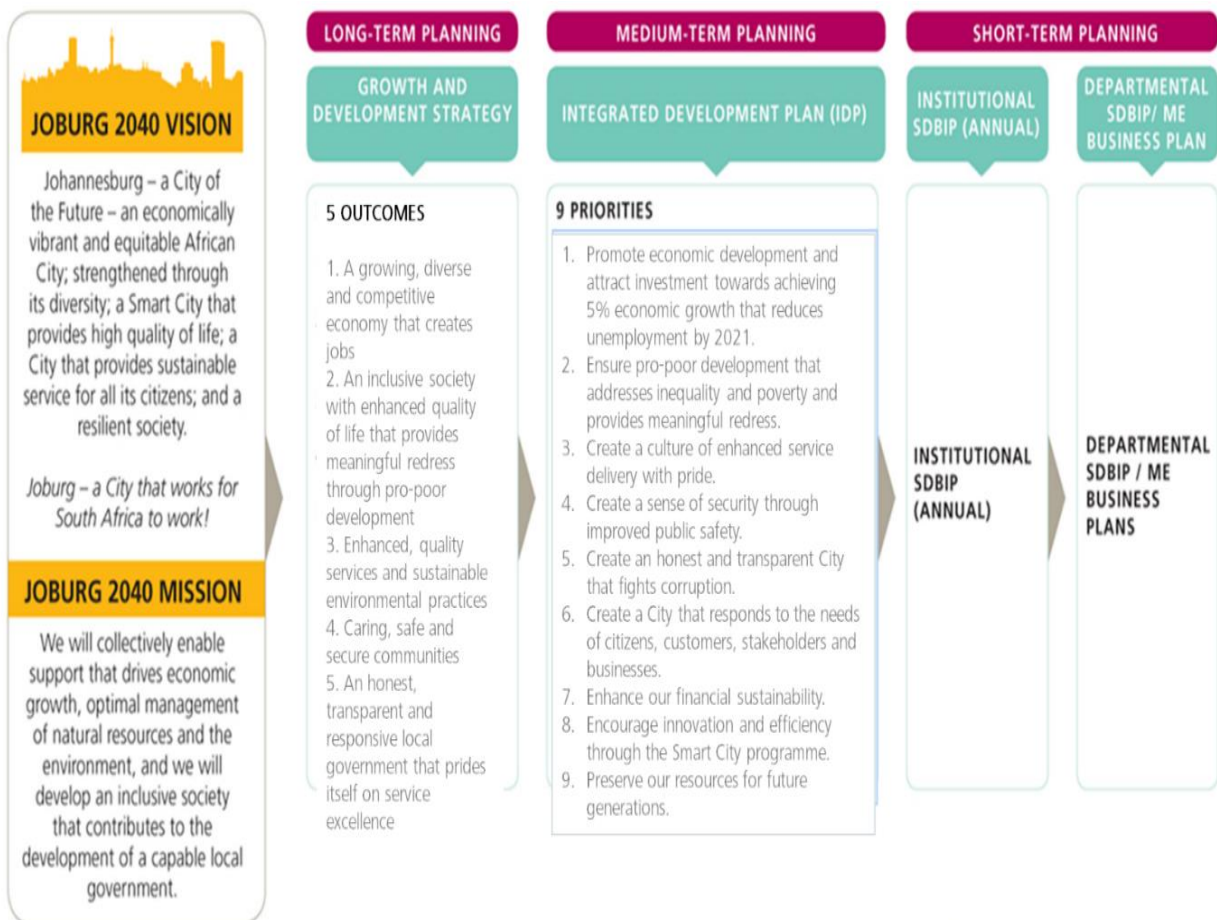 JOBURG 2040 VISION
Johannesburg – a City of
the Future – an economically
vibrant and equitable African
City; strengthened through
its diversity; a Smart City that
provides high quality of life; a
City that provides sustainable
service for all its citizens; and a
resilient society.
Joburg – a City that works for
South Africa to work!
JOBURG 2040 MISSION
We will collectively enable
support that drives economic
growth, optimal management
of natural resources and the
environment, and we will
develop an inclusive society
that contributes to the
development of a capable local
government.
LONG-TERM PLANNING
GROWTH AND
DEVELOPMENT STRATEGY
5 OUTCOMES
1. A growing, diverse
and competitive
economy that creates
jobs
2. An inclusive society
with enhanced quality
of life that provides
meaningful redress
through pro-poor
development
3. Enhanced, quality
services and sustainable
environmental practices
4. Caring, safe and
secure communities
5. An honest,
transparent and
responsive local
government that prides
itself on service
excellence
MEDIUM-TERM PLANNING
INTEGRATED DEVELOPMENT PLAN (IDP)
9 PRIORITIES
1. Promote economic development and
attract investment towards achieving
5% economic growth that reduces
unemployment by 2021.
2. Ensure pro-poor development that
addresses inequality and poverty and
provides meaningful redress.
3. Create a culture of enhanced service
delivery with pride.
4. Create a sense of security through
improved public safety.
5. Create an honest and transparent City
that fights corruption.
6. Create a City that responds to the needs
of citizens, customers, stakeholders and
businesses.
7. Enhance our financial sustainability.
8. Encourage innovation and efficiency
through the Smart City programme.
9. Preserve our resources for future
generations.
SHORT-TERM PLANNING
INSTITUTIONAL
SDBIP (ANNUAL)
INSTITUTIONAL
SDBIP
(ANNUAL)
DEPARTMENTAL
SDBIP/ ME
BUSINESS PLAN
DEPARTMENTAL
SDBIP / ME
BUSINESS
PLANS